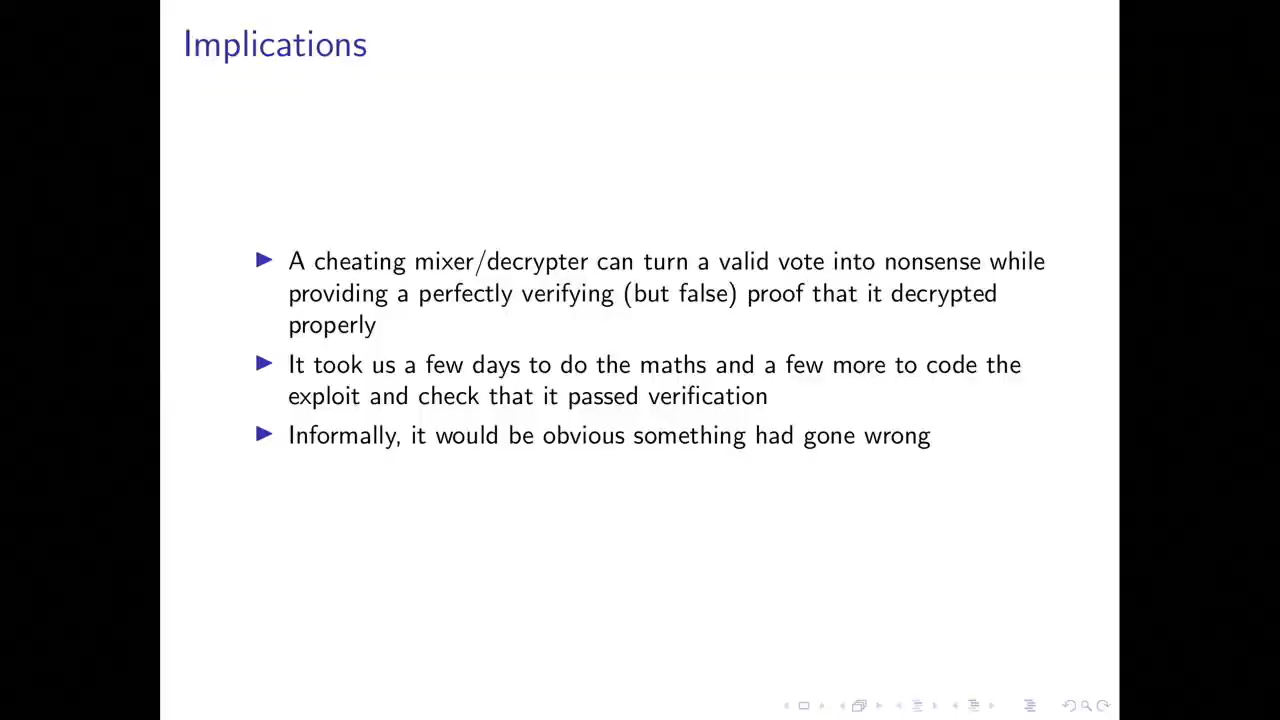 Implications
A cheating mixer/decrypter can turn a valid vote into nonsense while
providing a perfectly verifying (but false) proof that it decrypted
properly
It took us a few days to do the maths and a few more to code the
exploit and check that it passed verification
Informally, it would be obvious something had gone wrong